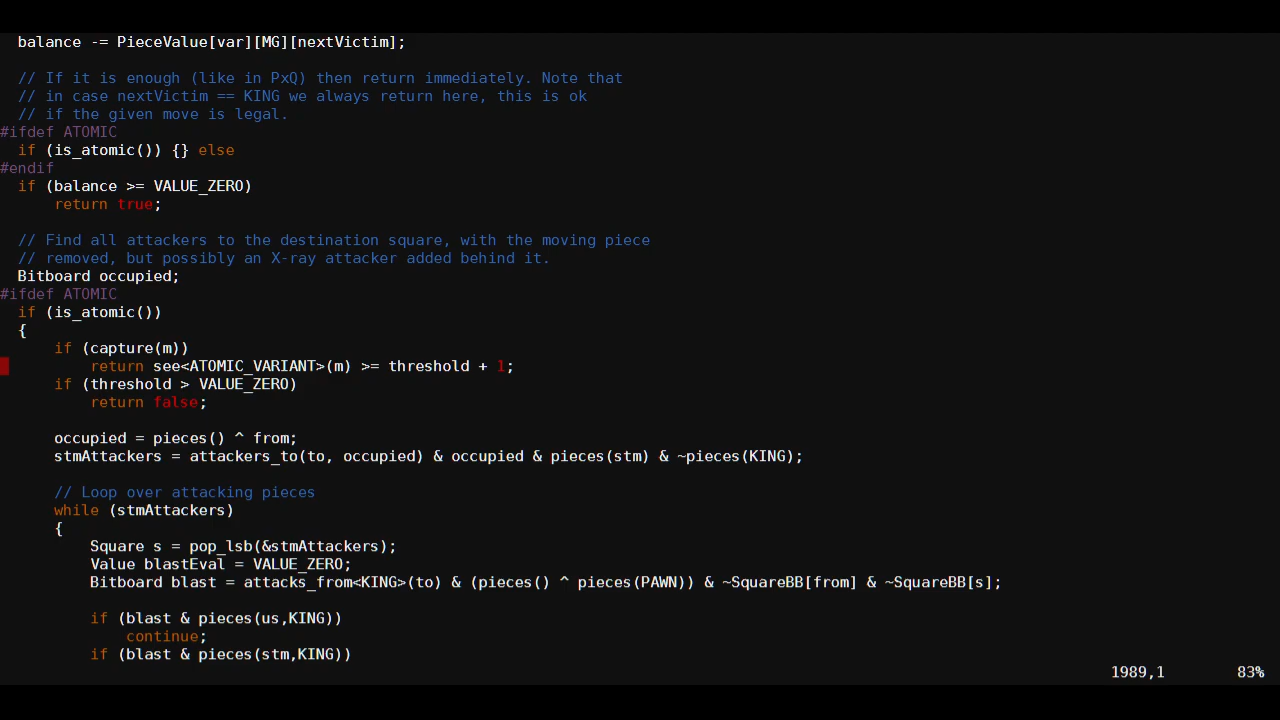 balance -= PieceValue[var][MG][nextVictim];
// If it is enough (like in PxQ) then return immediately. Note that
// in case nextVictim == KING we always return here, this is ok
// if the given move is legal.
#ifdef ATOMIC
if (is_atomic()) {} else
#endif
if (balance >= VALUE_ZERO)
return true;
// Find all attackers to the destination square, with the moving piece
// removed, but possibly an X-ray attacker added behind it.
Bitboard occupied;
#ifdef ATOMIC
if (is_atomic())
{
if (capture(m))
return see<ATOMIC_VARIANT>(m) >= threshold + 1;
if (threshold > VALUE_ZERO)
return false;
occupied = pieces() ^ from;
stmAttackers = attackers_to(to, occupied) & occupied & pieces(stm) & ~pieces(KING);
// Loop over attacking pieces
while (stmAttackers)
{
Square s = pop_lsb(&stmAttackers);
Value blastEval = VALUE_ZERO;
Bitboard blast = attacks_from<KING>(to) & (pieces() ^ pieces(PAWN)) & ~SquareBB[from] & ~SquareBB[s];
if (blast & pieces(us,KING))
continue;
if (blast & pieces(stm,KING))
1989,1 83%